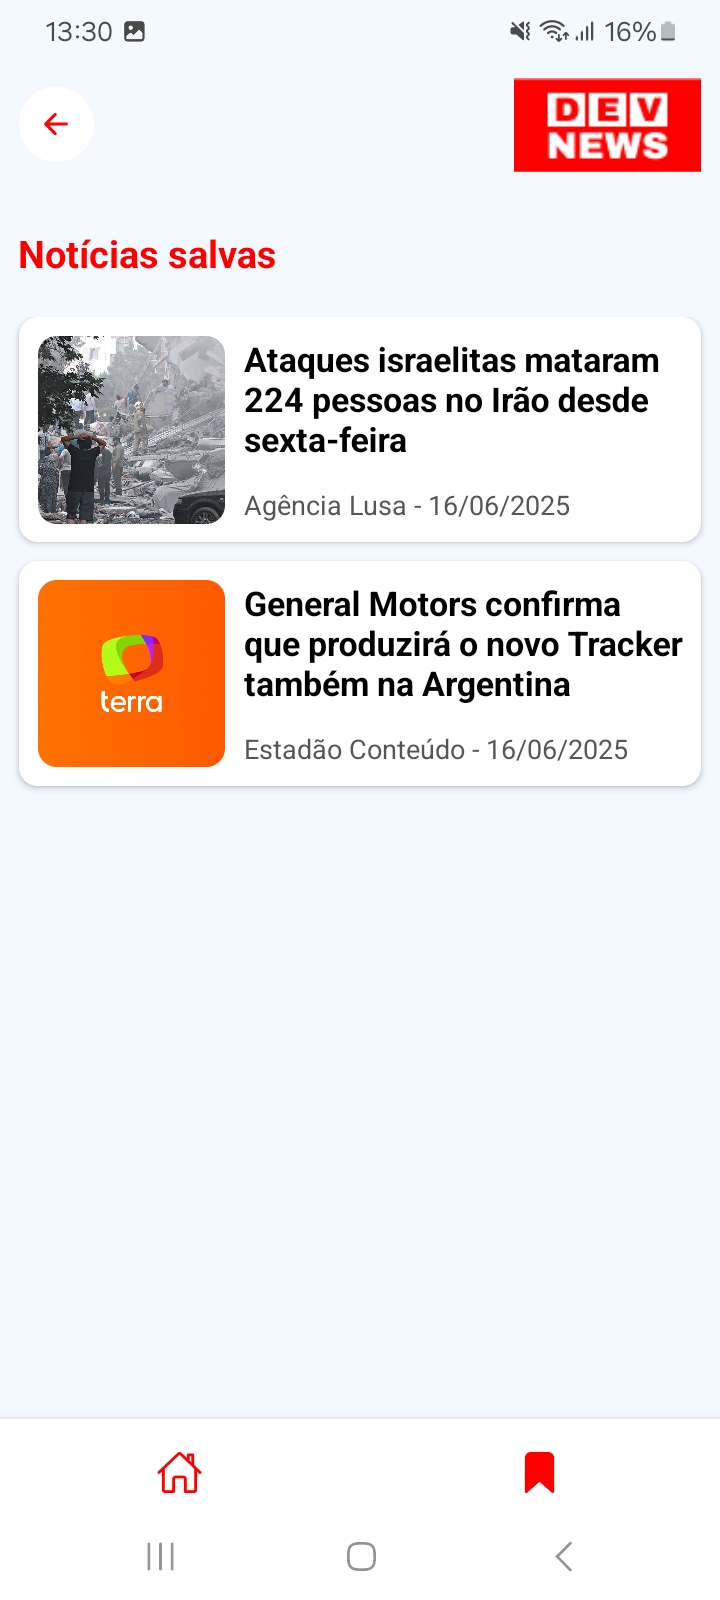 13:30
16%
DEV
NEWS
Notícias salvas
Ataques israelitas mataram
224 pessoas no Irão desde
sexta-feira
Agência Lusa - 16/06/2025
terra
General Motors confirma
que produzirá o novo Tracker
também na Argentina
Estadão Conteúdo - 16/06/2025